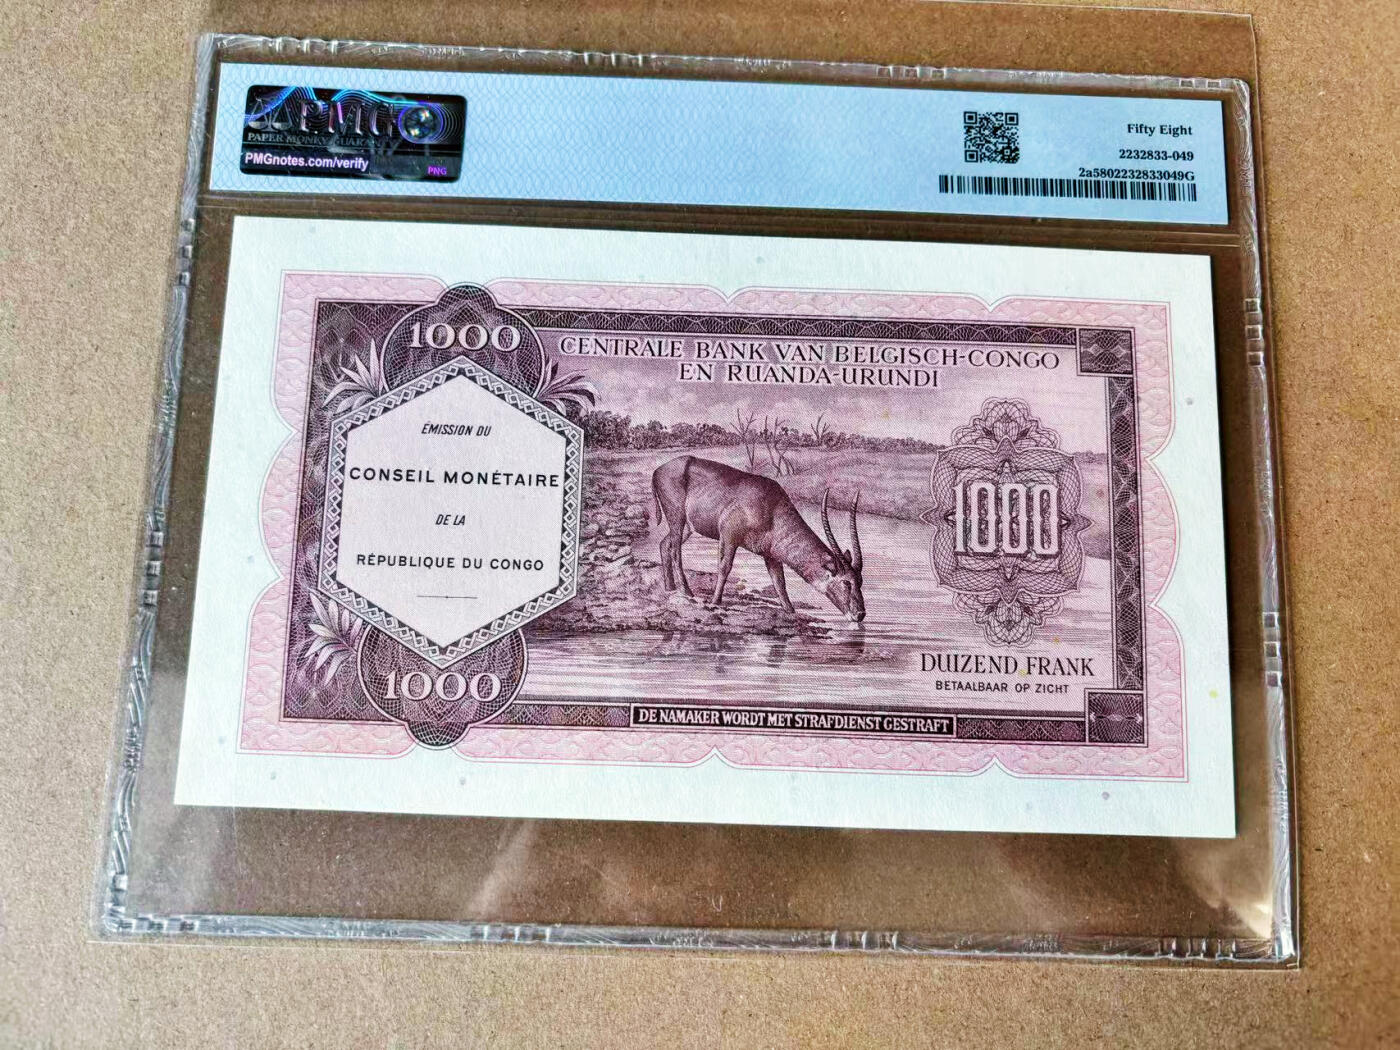 PMG
PAPER MONEY GUARANTY
PMGnotes.com/verify
PNG
Fifty Eight
2232833-049
2a5802232833049G
1000
CENTRALE BANK VAN BELGISCH-CONGO
EN RUANDA-URUNDI
ÉMISSION DU
CONSEIL MONÉTAIRE
DE LA
RÉPUBLIQUE DU CONGO
1000
DUIZEND FRANK
BETAALBAAR OP ZICHT
1000
DE NAMAKER WORDT MET STRAFDIENST GESTRAFT